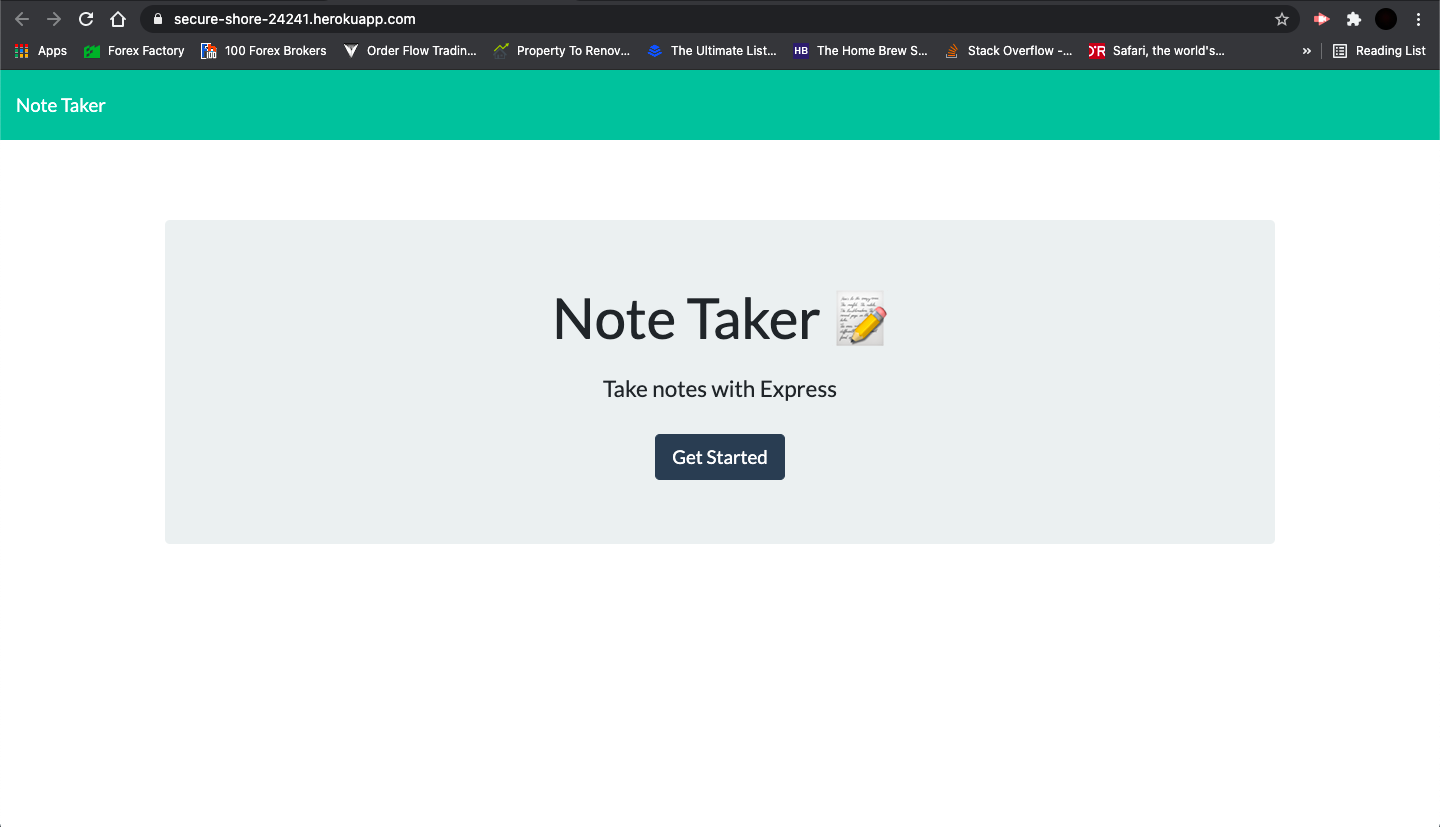 secure-shore-24241.herokuapp.com
Apps Forex Factory 100 Forex Brokers Order Flow Tradin... Property To Renov... The Ultimate List... HB The Home Brew S... Stack Overflow -... Safari, the world's... » Reading List
Note Taker
Note Taker
Take notes with Express
Get Started